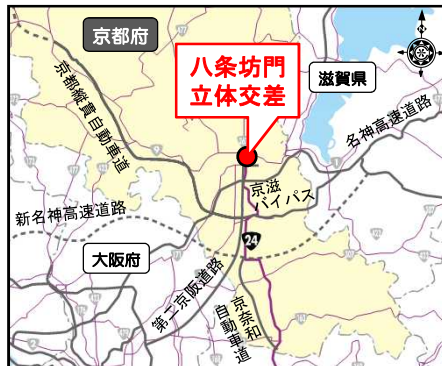 京都府
八条坊門
立体交差
滋賀県
京都縦貫自動車道
名神高速道路
1
京滋
バイパス
新名神高速道路
24
大阪府
第二京阪道路
京奈和
自動車道
2